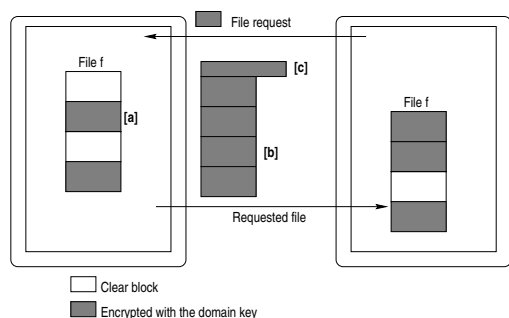 File request
File f
[a]
[c]
[b]
File f
Requested file
Clear block
Encrypted with the domain key